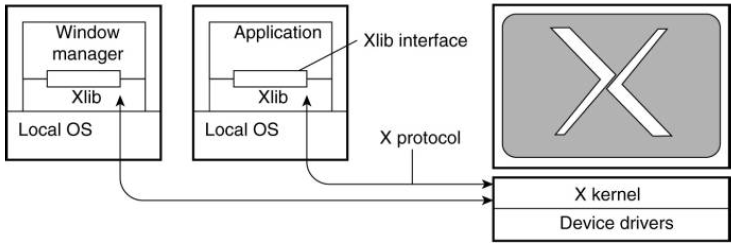 Window
manager
Xlib
Local OS
Application
Xlib
Local OS
Xlib interface
X protocol
X
X kernel
Device drivers